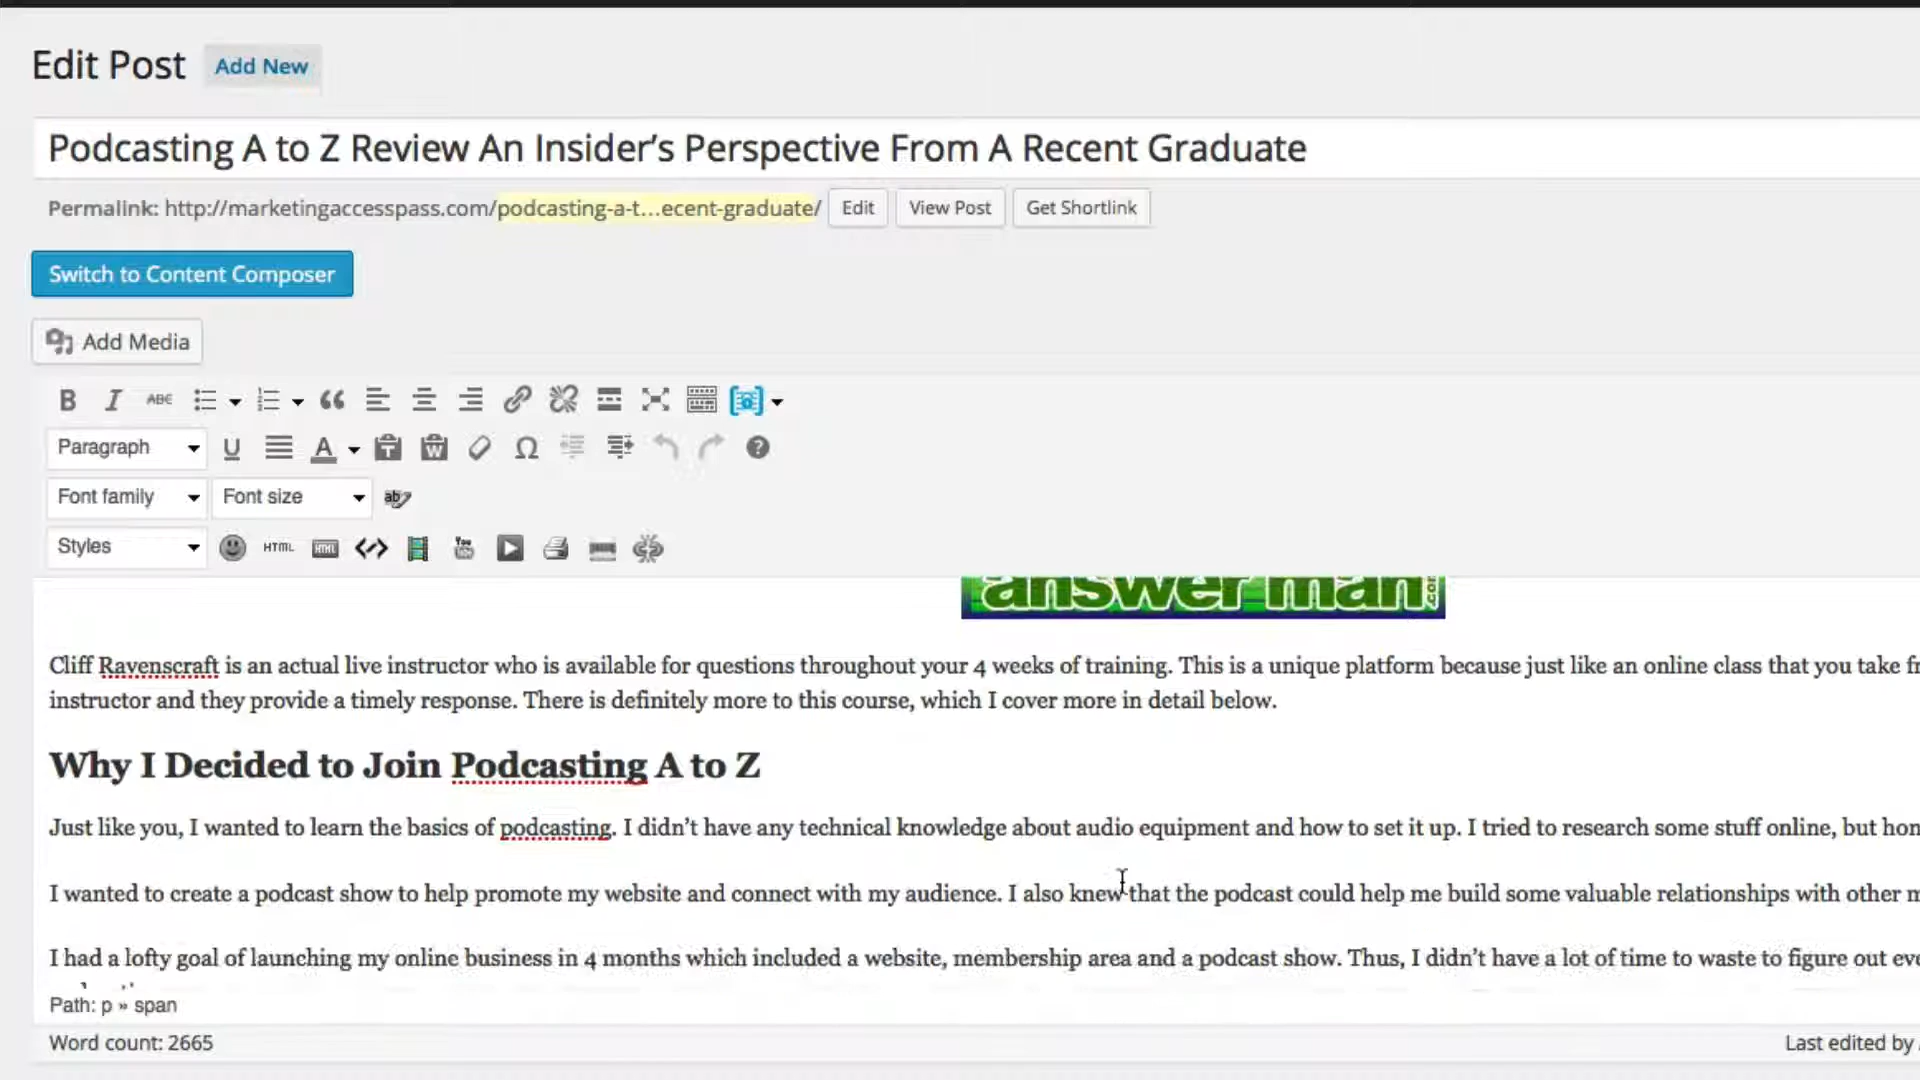 Edit Post Add New
Podcasting A to Z Review An Insider’s Perspective From A Recent Graduate
Permalink: http://marketingaccesspass.com/podcasting-a-t...ecent-graduate/ Edit View Post Get Shortlink
Switch to Content Composer
Add Media
B I ABC
Paragraph U A T W Ω ?
Font family Font size ab
Styles HTML HTML You
answer man .com
Cliff Ravenscraft is an actual live instructor who is available for questions throughout your 4 weeks of training. This is a unique platform because just like an online class that you take
instructor and they provide a timely response. There is definitely more to this course, which I cover more in detail below.
Why I Decided to Join Podcasting A to Z
Just like you, I wanted to learn the basics of podcasting. I didn’t have any technical knowledge about audio equipment and how to set it up. I tried to research some stuff online, but
I wanted to create a podcast show to help promote my website and connect with my audience. I also knew that the podcast could help me build some valuable relationships with other
I had a lofty goal of launching my online business in 4 months which included a website, membership area and a podcast show. Thus, I didn’t have a lot of time to waste to figure out
Path: p » span
Word count: 2665
Last edited by